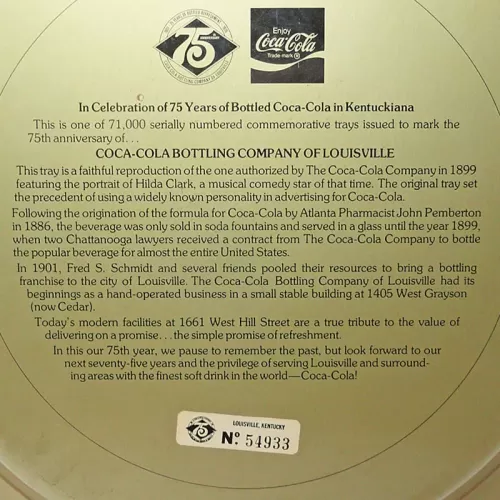 75
ANNIVERSARY
Enjoy
Coca-Cola
Trade-mark ®
In Celebration of 75 Years of Bottled Coca-Cola in Kentuckiana
This is one of 71,000 serially numbered commemorative trays issued to mark the
75th anniversary of. . .
COCA-COLA BOTTLING COMPANY OF LOUISVILLE
This tray is a faithful reproduction of the one authorized by The Coca-Cola Company in 1899
featuring the portrait of Hilda Clark, a musical comedy star of that time. The original tray set
the precedent of using a widely known personality in advertising for Coca-Cola.
Following the origination of the formula for Coca-Cola by Atlanta Pharmacist John Pemberton
in 1886, the beverage was only sold in soda fountains and served in a glass until the year 1899,
when two Chattanooga lawyers received a contract from The Coca-Cola Company to bottle
the popular beverage for almost the entire United States.
In 1901, Fred S. Schmidt and several friends pooled their resources to bring a bottling
franchise to the city of Louisville. The Coca-Cola Bottling Company of Louisville had its
beginnings as a hand-operated business in a small stable building at 1405 West Grayson
(now Cedar).
Today's modern facilities at 1661 West Hill Street are a true tribute to the value of
delivering on a promise. . . the simple promise of refreshment.
In this our 75th year, we pause to remember the past, but look forward to our
next seventy-five years and the privilege of serving Louisville and surround-
ing areas with the finest soft drink in the world—Coca-Cola!
LOUISVILLE, KENTUCKY
75
No. 54933